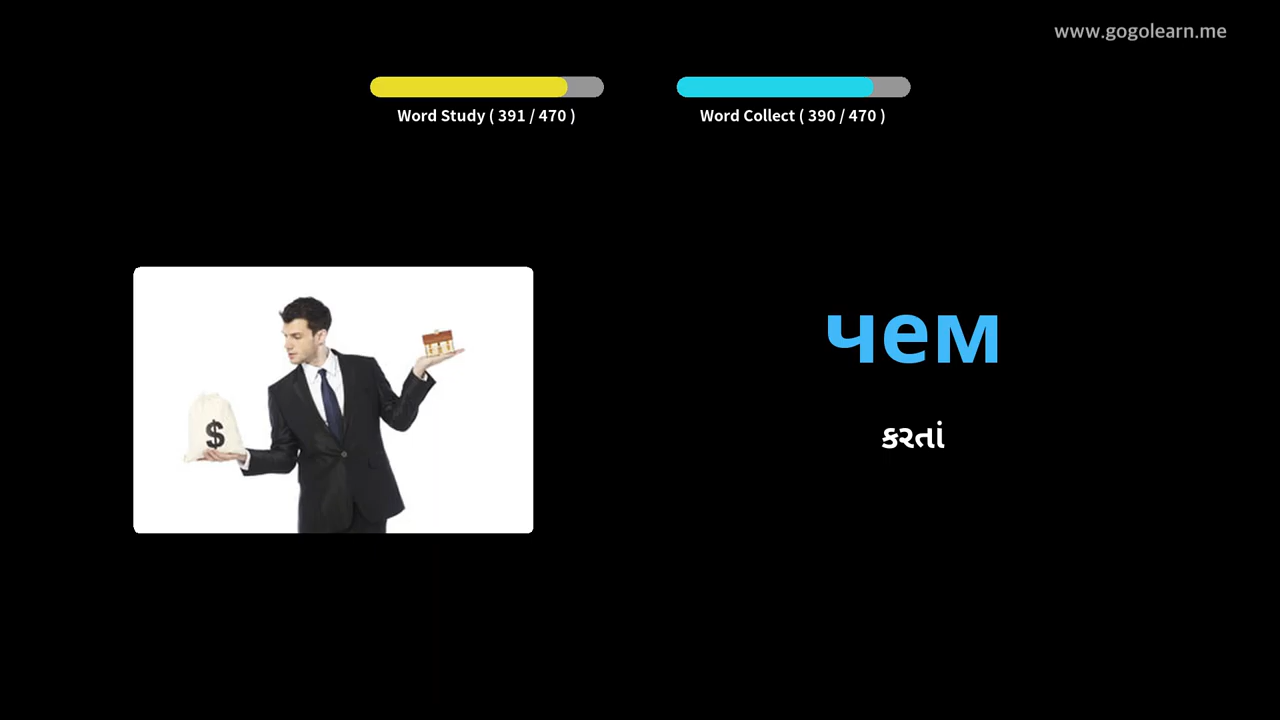 www.gogolearn.me
Word Study ( 391 / 470 )
Word Collect ( 390 / 470 )
$
чем
કરતાં